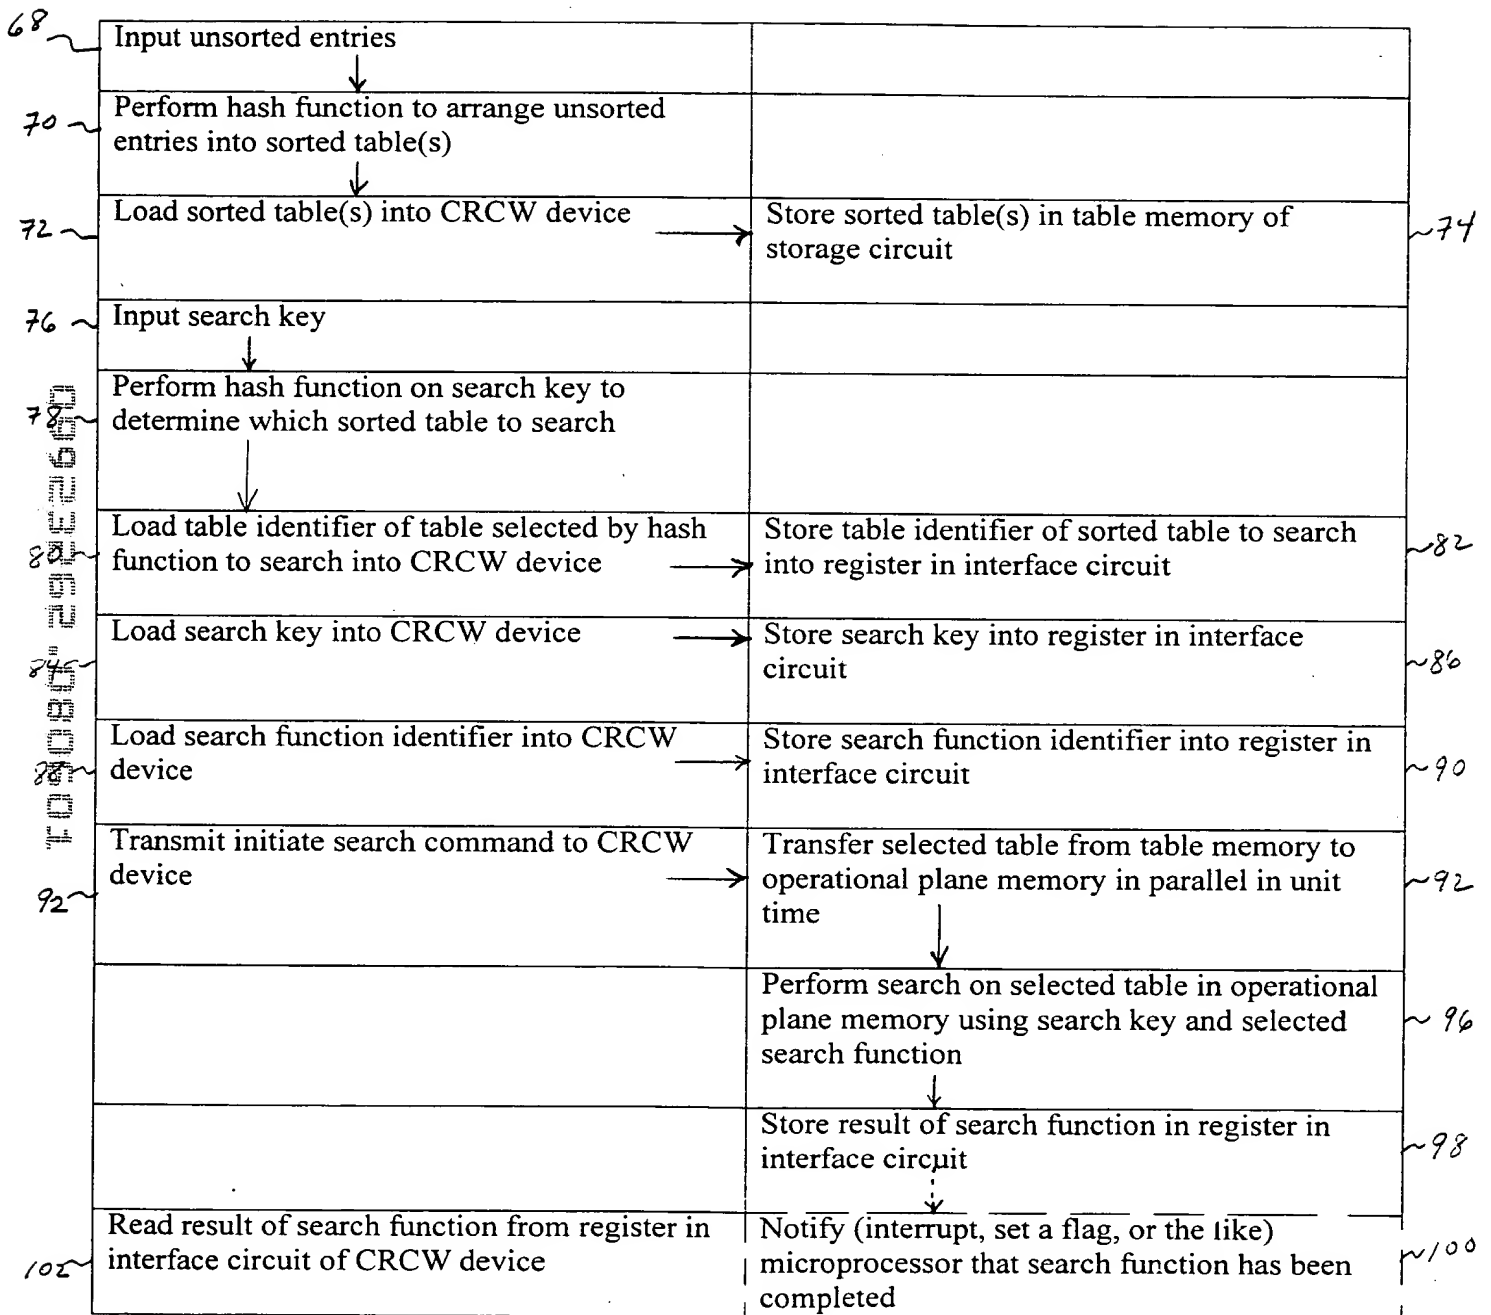 68
Input unsorted entries
70
Perform hash function to arrange unsorted
entries into sorted table(s)
72
Load sorted table(s) into CRCW device
Store sorted table(s) in table memory of
storage circuit
74
76
Input search key
78
Perform hash function on search key to
determine which sorted table to search
80
Load table identifier of table selected by hash
function to search into CRCW device
Store table identifier of sorted table to search
into register in interface circuit
82
84
Load search key into CRCW device
Store search key into register in interface
circuit
86
88
Load search function identifier into CRCW
device
Store search function identifier into register in
interface circuit
90
92
Transmit initiate search command to CRCW
device
Transfer selected table from table memory to
operational plane memory in parallel in unit
time
92
Perform search on selected table in operational
plane memory using search key and selected
search function
96
Store result of search function in register in
interface circuit
98
102
Read result of search function from register in
interface circuit of CRCW device
Notify (interrupt, set a flag, or the like)
microprocessor that search function has been
completed
100